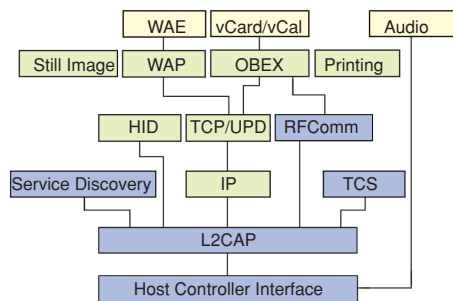 WAE
vCard/vCal
Audio
Still Image
WAP
OBEX
Printing
HID
TCP/UPD
RFComm
Service Discovery
IP
TCS
L2CAP
Host Controller Interface